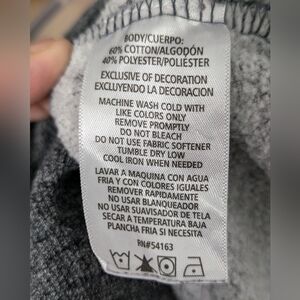 BODY/CUERPO:
60% COTTON/ALGODÓN
40% POLYESTER/POLIÉSTER
EXCLUSIVE OF DECORATION
EXCLUYENDO LA DECORACION
MACHINE WASH COLD WITH
LIKE COLORS ONLY
REMOVE PROMPTLY
DO NOT BLEACH
DO NOT USE FABRIC SOFTENER
TUMBLE DRY LOW
COOL IRON WHEN NEEDED
LAVAR A MAQUINA CON AGUA
FRIA Y CON COLORES IGUALES
REMOVER RAPIDAMENTE
NO USAR BLANQUEADOR
NO USAR SUAVISADOR DE TELA
SECAR A TEMPERATURA BAJA
PLANCHA FRIA SI NECESITA
RN#54163